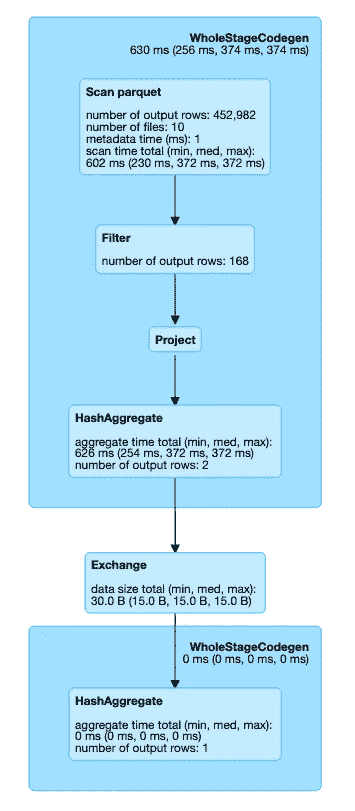 WholeStageCodegen
630 ms (256 ms, 374 ms, 374 ms)
Scan parquet
number of output rows: 452,982
number of files: 10
metadata time (ms): 1
scan time total (min, med, max):
602 ms (230 ms, 372 ms, 372 ms)
Filter
number of output rows: 168
Project
HashAggregate
aggregate time total (min, med, max):
626 ms (254 ms, 372 ms, 372 ms)
number of output rows: 2
Exchange
data size total (min, med, max):
30.0 B (15.0 B, 15.0 B, 15.0 B)
WholeStageCodegen
0 ms (0 ms, 0 ms, 0 ms)
HashAggregate
aggregate time total (min, med, max):
0 ms (0 ms, 0 ms, 0 ms)
number of output rows: 1